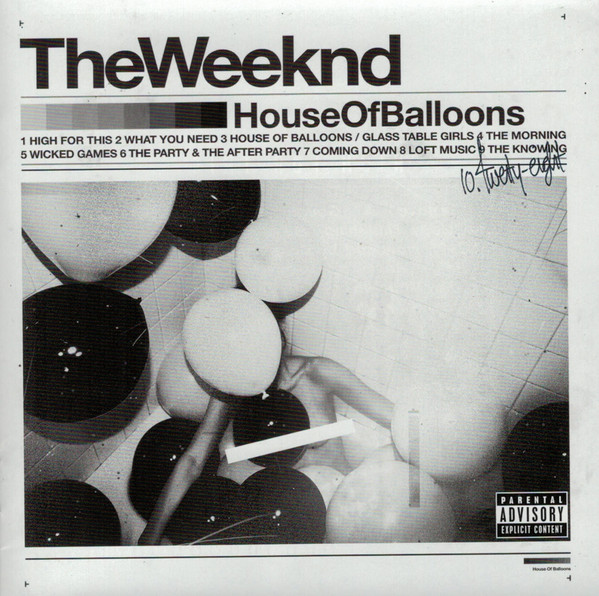 TheWeeknd
HouseOfBalloons
1 HIGH FOR THIS 2 WHAT YOU NEED 3 HOUSE OF BALLOONS / GLASS TABLE GIRLS 4 THE MORNING
5 WICKED GAMES 6 THE PARTY & THE AFTER PARTY 7 COMING DOWN 8 LOFT MUSIC 9 THE KNOWING
10. twenty-eight
PARENTAL
ADVISORY
EXPLICIT CONTENT
House Of Balloons